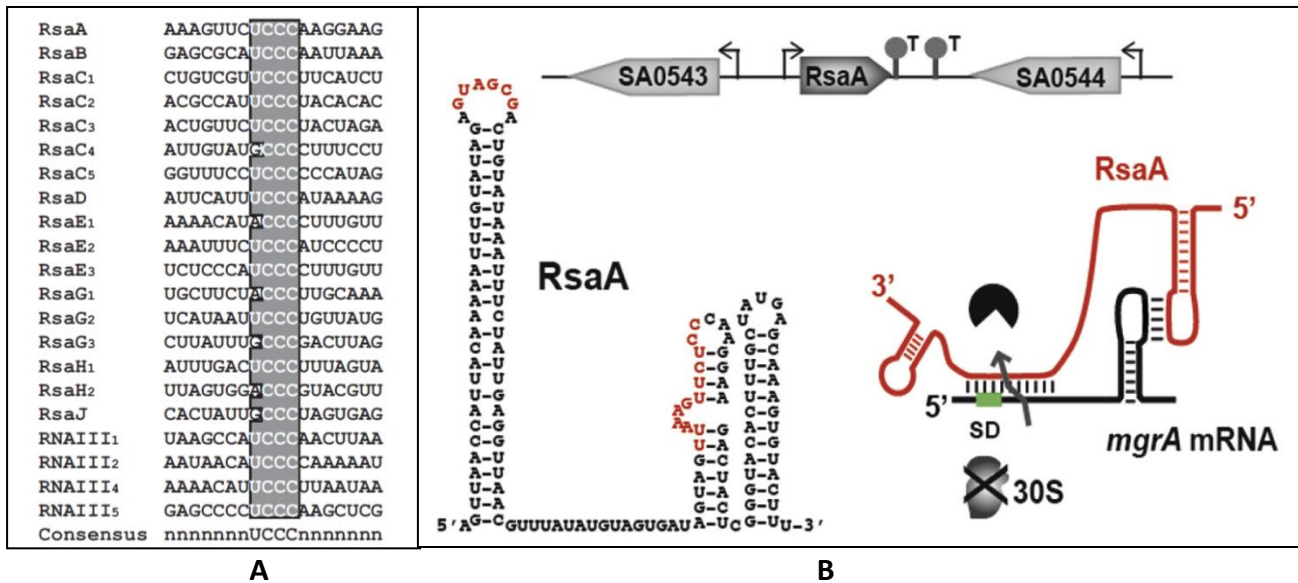 RsaA AAAGUUCUCCCAAGGAAG
RsaB GAGCGCAUCCCAAUUAAA
RsaC1 CUGUCGUUCCCUUCAUCU
RsaC2 ACGCCAUUCCCUACACAC
RsaC3 ACUGUUCUCCCUACUAGA
RsaC4 AUUGUAUGCCCCUUUCCU
RsaC5 GGUUUCCUCCCCCCAUAG
RsaD AUUCAUUUCCCAUAAAAG
RsaE1 AAAACAUACCCCUUUGUU
RsaE2 AAAUUUCUCCCAUCCCCU
RsaE3 UCUCCCAUCCCCUUUGUU
RsaG1 UGCUUCUACCCUUGCAAA
RsaG2 UCAUAAUUCCCUGUUAUG
RsaG3 CUUAUUUGCCCGACUUAG
RsaH1 AUUUGACUCCCUUUAGUA
RsaH2 UUAGUGGACCCGUACGUU
RsaJ CACUAUUGCCCUAGUGAG
RNAIII1 UAAGCCAUCCCAACUUAA
RNAIII2 AAUAACAUCCCCAAAAAU
RNAIII4 AAAACAUUCCCUUAAUAA
RNAIII5 GAGCCCCUCCCAAGCUCG
Consensus nnnnnnnUCCCnnnnnnn
A
T T
SA0543 RsaA SA0544
RsaA
RsaA
5'
3'
5'
SD
mgrA mRNA
30S
5'A
CGUUUAUAUGUAGUGAU
3'
B